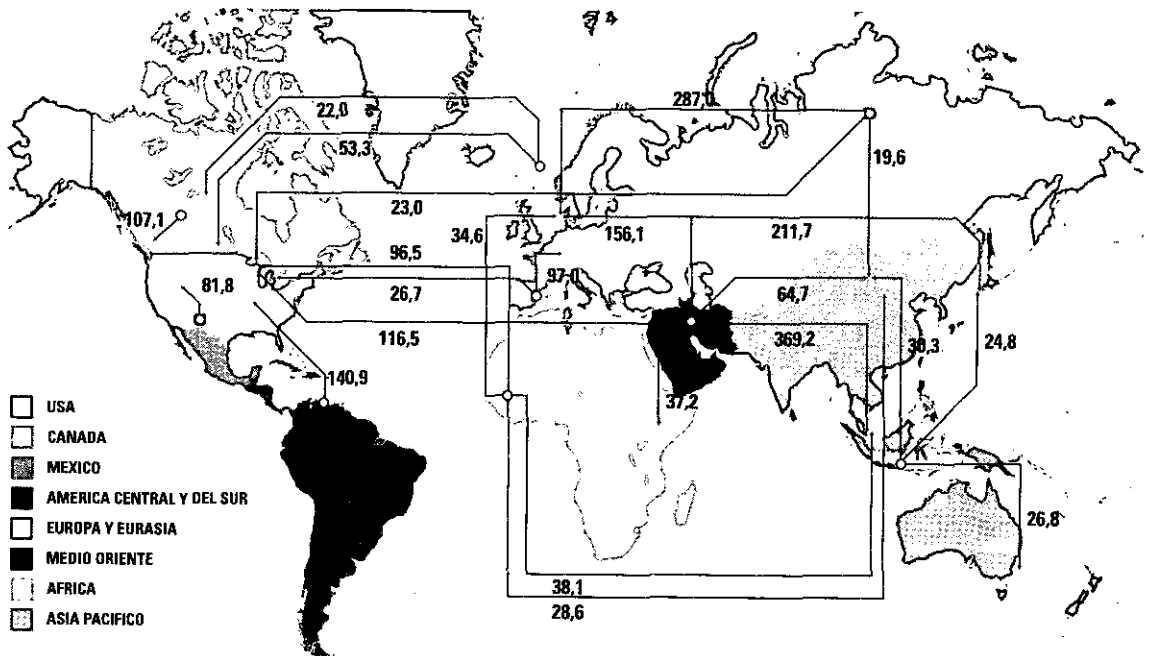 287,0
22,0
53,3
19,6
23,0
107,1
34,6
156,1
211,7
96,5
81,8
97,0
26,7
64,7
116,5
369,2
30,3
24,8
140,9
37,2
USA
CANADA
MEXICO
AMERICA CENTRAL Y DEL SUR
EUROPA Y EURASIA
MEDIO ORIENTE
AFRICA
ASIA PACIFICO
26,8
38,1
28,6